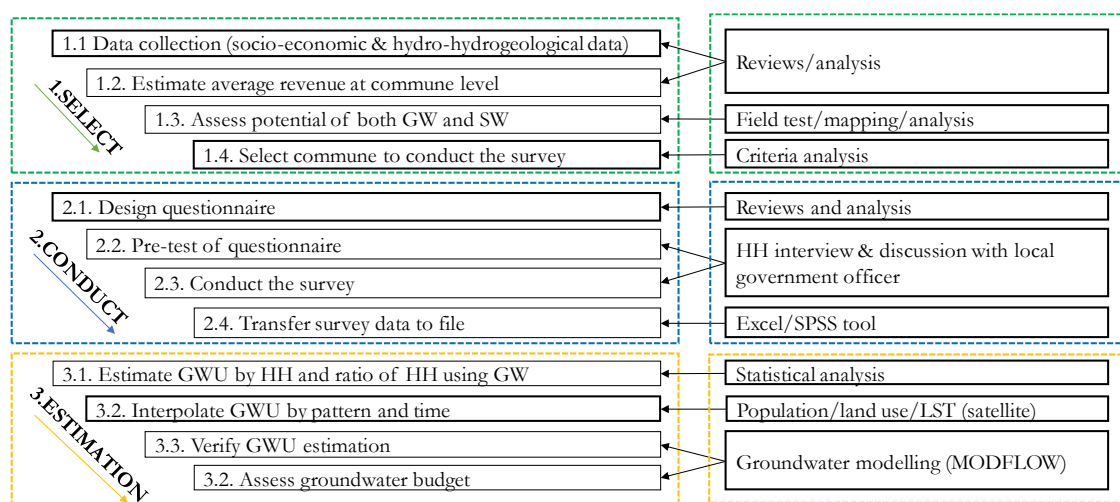 1.SELECT
1.1 Data collection (socio-economic & hydro-hydrogeological data)
1.2. Estimate average revenue at commune level
1.3. Assess potential of both GW and SW
1.4. Select commune to conduct the survey
Reviews/analysis
Field test/mapping/analysis
Criteria analysis
2.CONDUCT
2.1. Design questionnaire
2.2. Pre-test of questionnaire
2.3. Conduct the survey
2.4. Transfer survey data to file
Reviews and analysis
HH interview & discussion with local
government officer
Excel/SPSS tool
3.ESTIMATION
3.1. Estimate GWU by HH and ratio of HH using GW
3.2. Interpolate GWU by pattern and time
3.3. Verify GWU estimation
3.2. Assess groundwater budget
Statistical analysis
Population/land use/LST (satellite)
Groundwater modelling (MODFLOW)